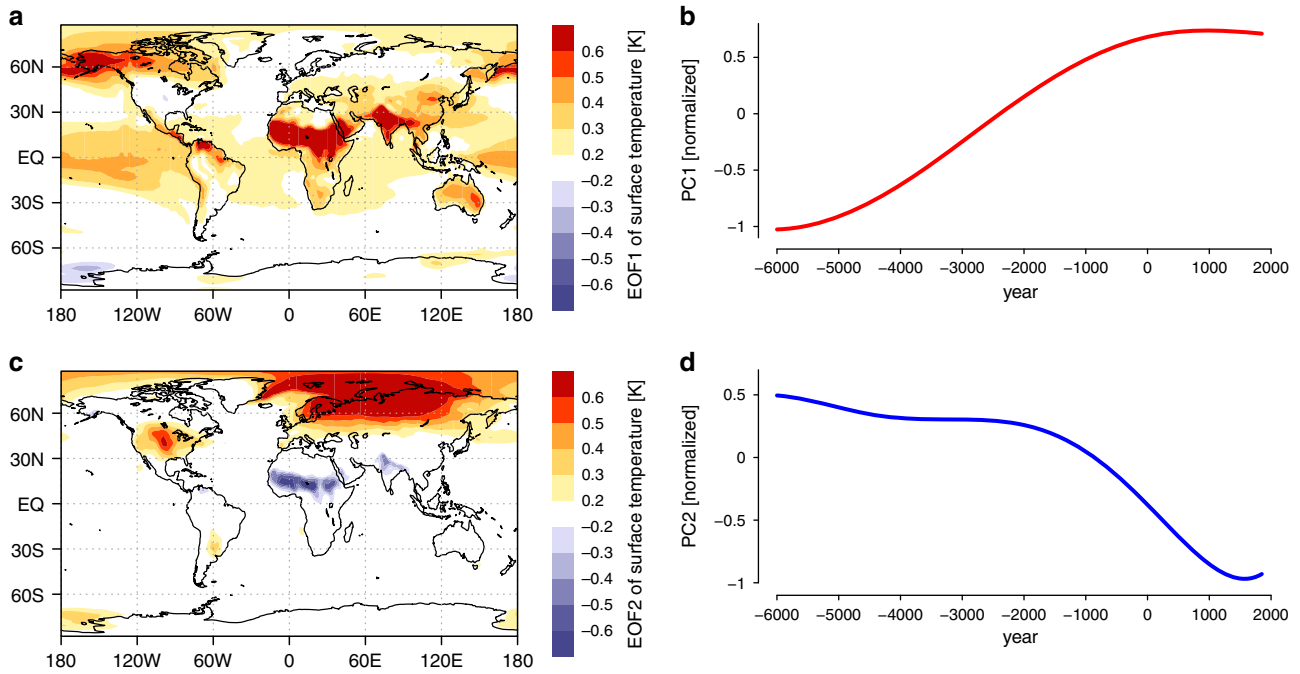 a
60N
30N
EQ
30S
60S
180 120W 60W 0 60E 120E 180
0.6
0.5
0.4
0.3
0.2
−0.2
−0.3
−0.4
−0.5
−0.6
EOF1 of surface temperature [K]
b
PC1 [normalized]
0.5
0
−0.5
−1
−6000 −5000 −4000 −3000 −2000 −1000 0 1000 2000
year
c
60N
30N
EQ
30S
60S
180 120W 60W 0 60E 120E 180
0.6
0.5
0.4
0.3
0.2
−0.2
−0.3
−0.4
−0.5
−0.6
EOF2 of surface temperature [K]
d
PC2 [normalized]
0.5
0
−0.5
−1
−6000 −5000 −4000 −3000 −2000 −1000 0 1000 2000
year